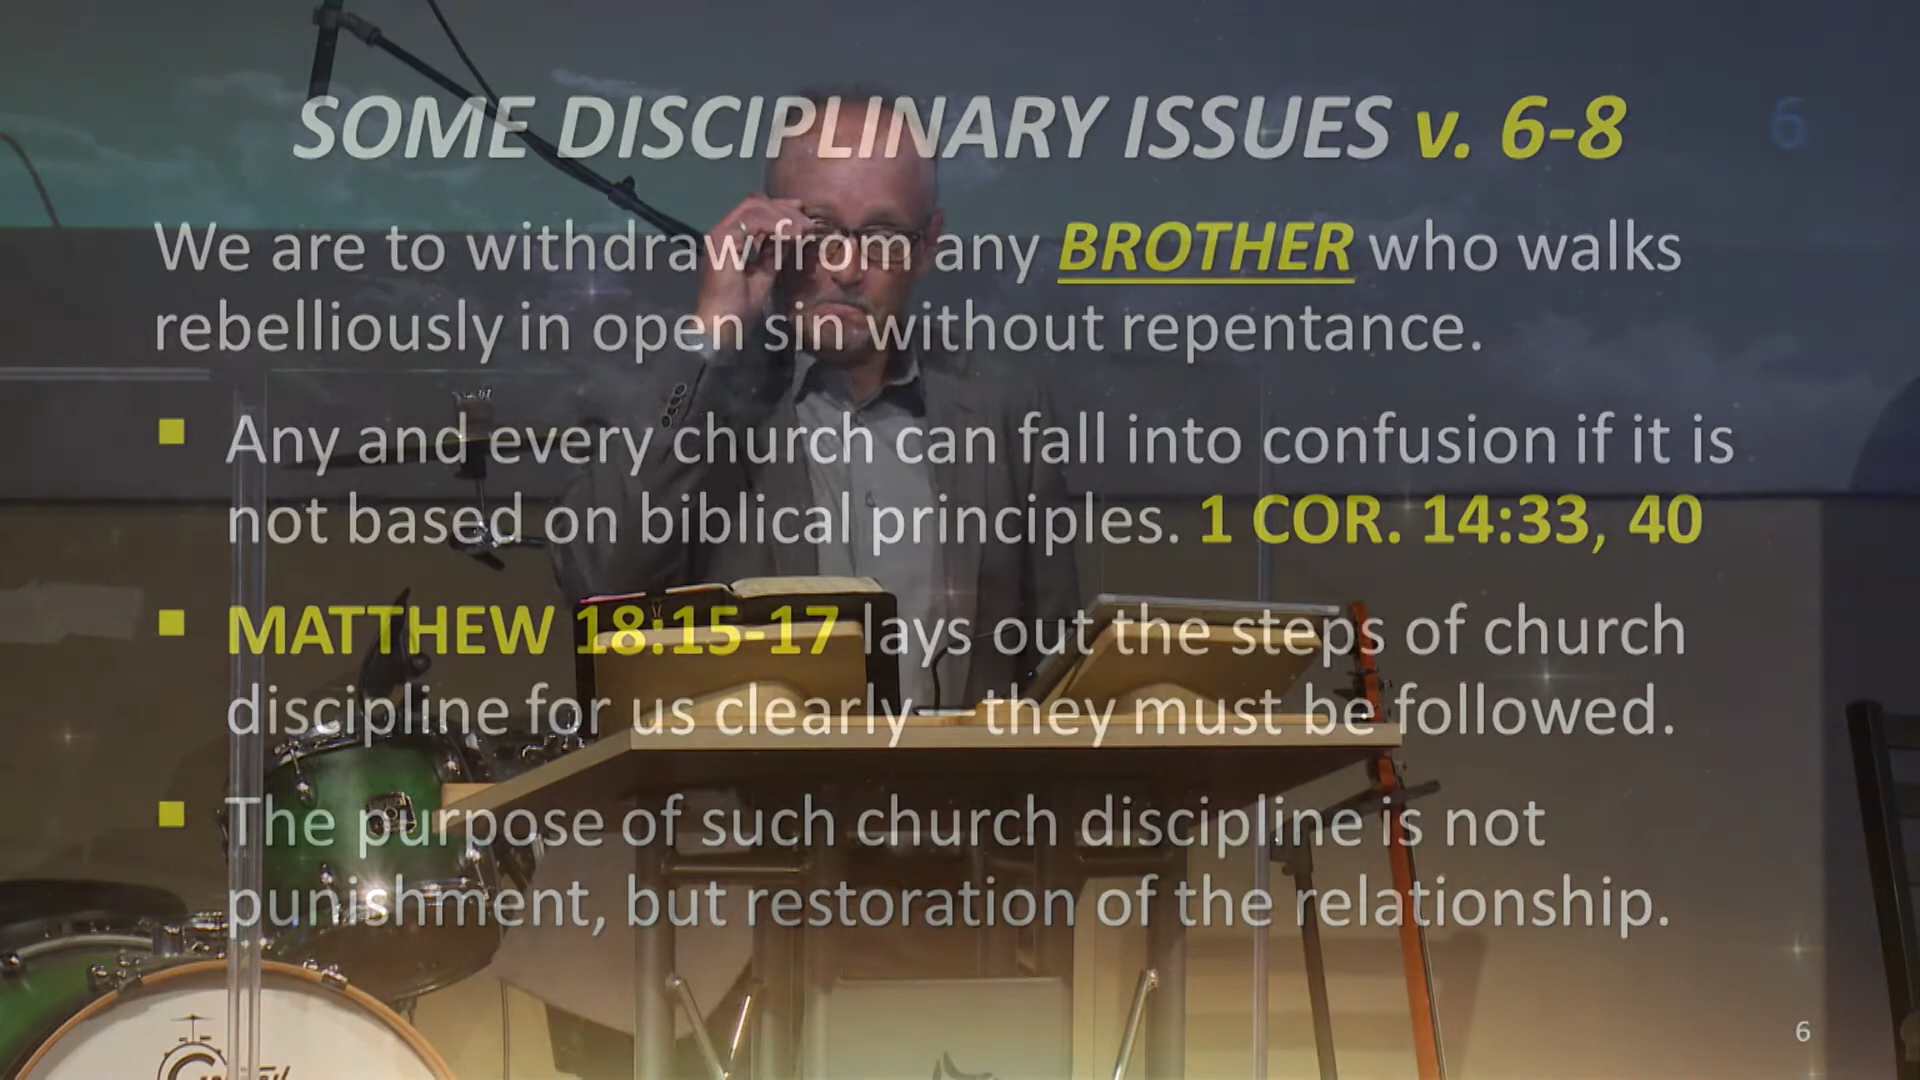 SOME DISCIPLINARY ISSUES v. 6-8
6
We are to withdraw from any BROTHER who walks
rebelliously in open sin without repentance.
Any and every church can fall into confusion if it is
not based on biblical principles. 1 COR. 14:33, 40
MATTHEW 18:15-17 lays out the steps of church
discipline for us clearly they must be followed.
The purpose of such church discipline is not
punishment, but restoration of the relationship.
6